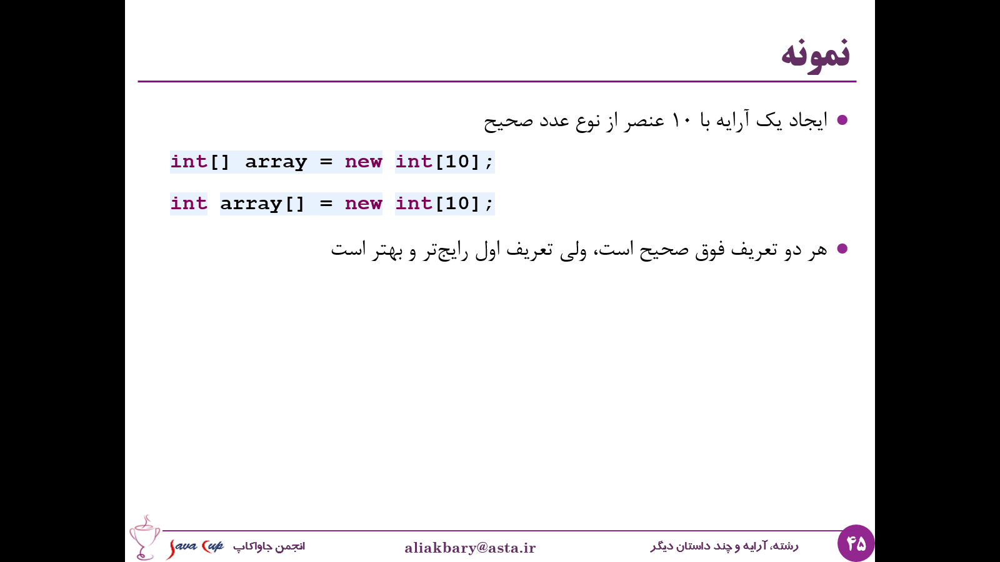 نمونه
ایجاد یک آرایه با ۱۰ عنصر از نوع عدد صحیح
int[] array = new int[10];
int array[] = new int[10];
هر دو تعریف فوق صحیح است، ولی تعریف اول رایج‌تر و بهتر است
۴۵
رشته، آرایه و چند داستان دیگر
aliakbary@asta.ir
انجمن جاواکاپ
Java Cup